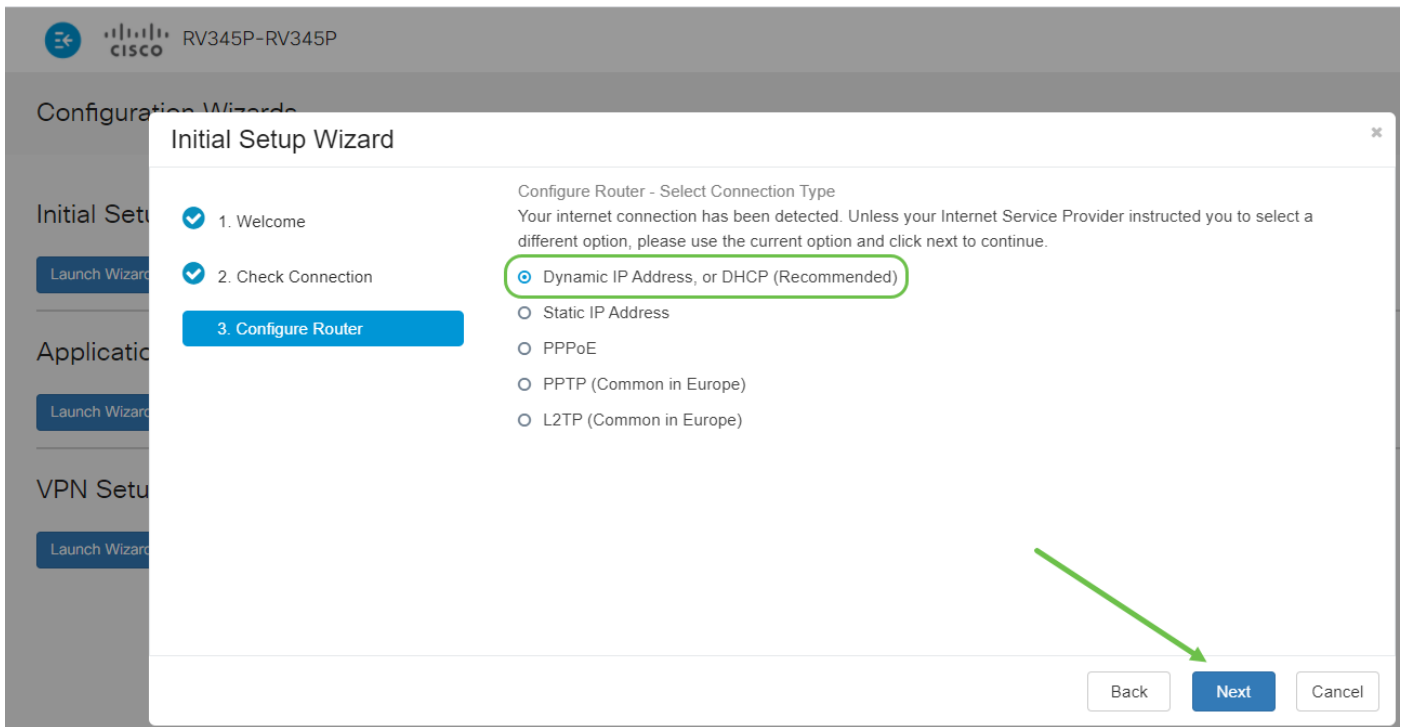 CISCO RV345P-RV345P
Configuration Wizards
Initial Setup Wizard
Configure Router - Select Connection Type
Your internet connection has been detected. Unless your Internet Service Provider instructed you to select a
different option, please use the current option and click next to continue.
1. Welcome
2. Check Connection
3. Configure Router
Dynamic IP Address, or DHCP (Recommended)
Static IP Address
PPPoE
PPTP (Common in Europe)
L2TP (Common in Europe)
Initial Setu
Launch Wizard
Applicatio
Launch Wizard
VPN Setu
Launch Wizard
Back Next Cancel